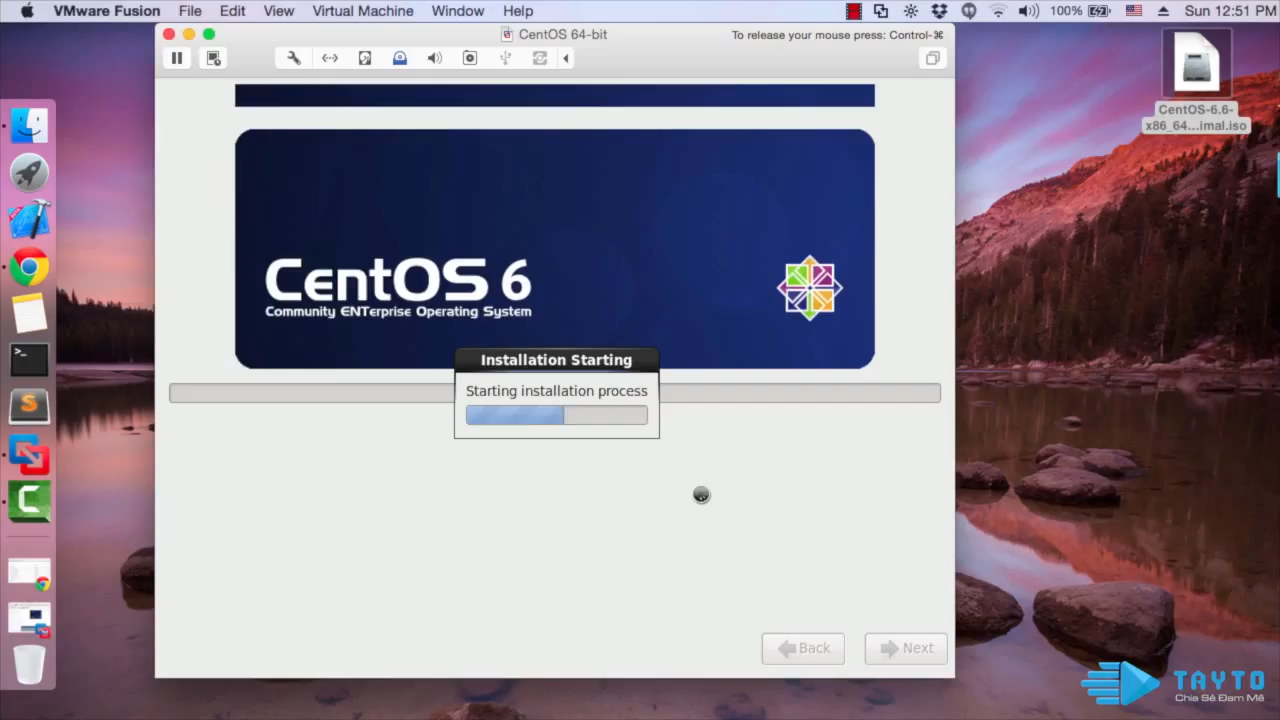 VMware Fusion File Edit View Virtual Machine Window Help 100% Sun 12:51 PM
CentOS 64-bit
To release your mouse press: Control-⌘
CentOS-6.6-
x86_64...imal.iso
CentOS 6
Community ENTerprise Operating System
Installation Starting
Starting installation process
Back
Next
TAYTO
Chia Sẻ Đam Mê